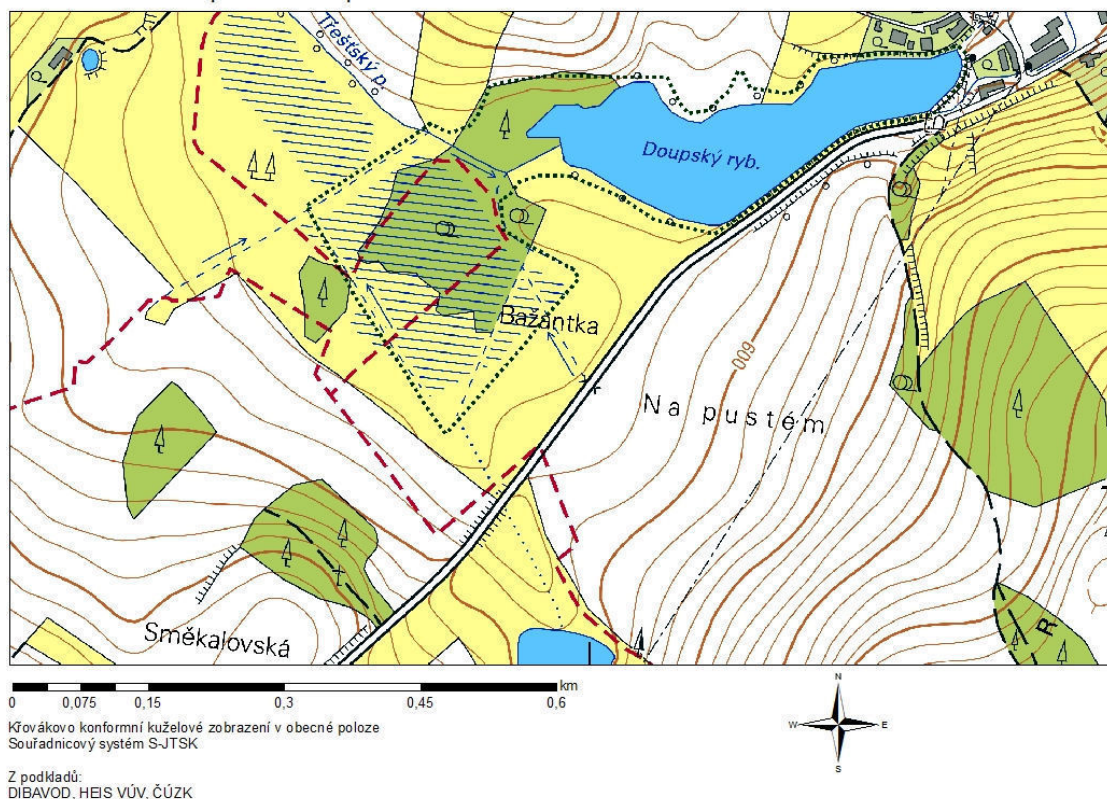 Třešťský p.
Doupský ryb.
Bažantka
600
Na pustém
Směkalovská
R
km
0 0,075 0,15 0,3 0,45 0,6
Křovákovo konformní kuželové zobrazení v obecné poloze
Souřadnicový systém S-JTSK
N
W E
S
Z podkladů:
DIBAVOD, HEIS VÚV, ČÚZK